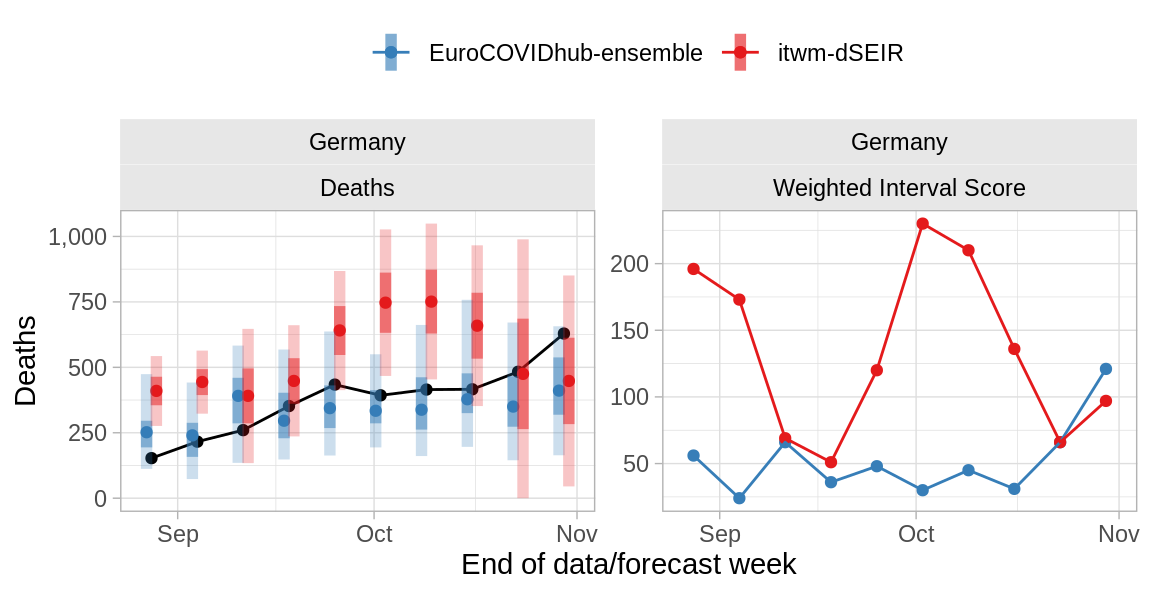 EuroCOVIDhub-ensemble itwm-dSEIR
Germany Germany
Deaths Weighted Interval Score
Deaths
1,000
750
500
250
0
200
150
100
50
Sep Oct Nov Sep Oct Nov
End of data/forecast week